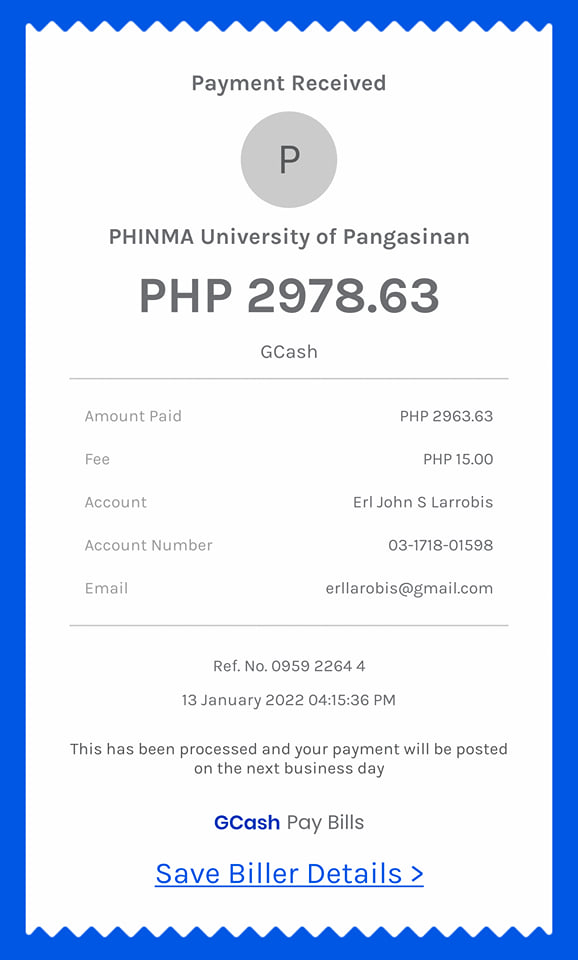 Payment Received
P
PHINMA University of Pangasinan
PHP 2978.63
GCash
Amount Paid PHP 2963.63
Fee PHP 15.00
Account Erl John S Larrobis
Account Number 03-1718-01598
Email erllarobis@gmail.com
Ref. No. 0959 2264 4
13 January 2022 04:15:36 PM
This has been processed and your payment will be posted
on the next business day
GCash Pay Bills
Save Biller Details >